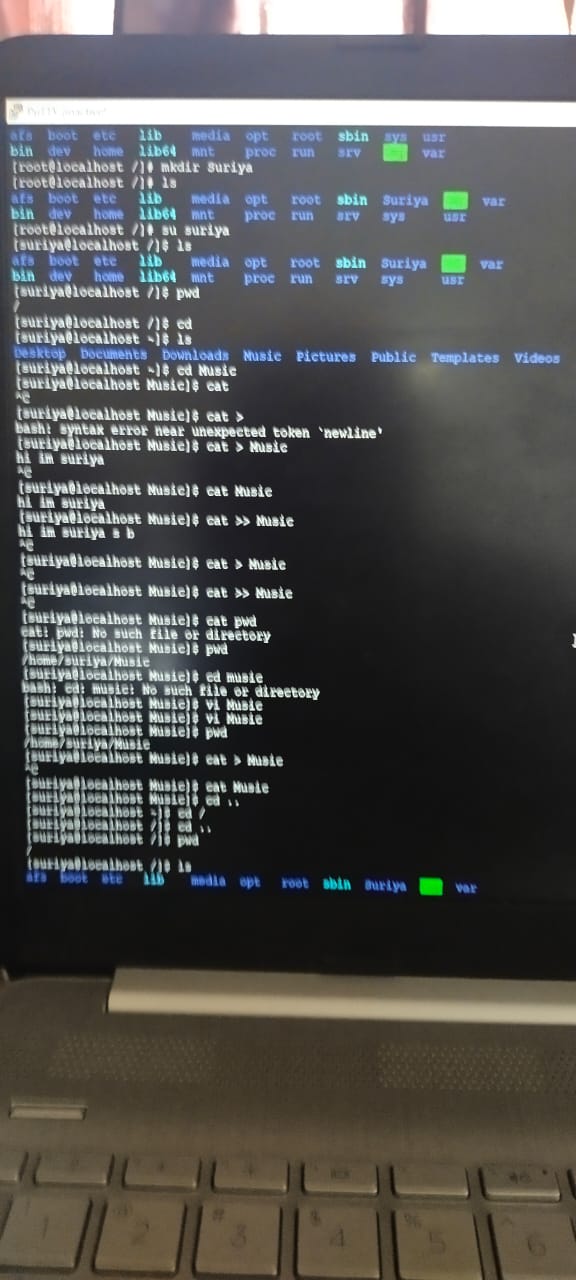 PuTTY (inactive)
afs boot etc lib media opt root sbin sys usr
bin dev home lib64 mnt proc run srv var
[root@localhost /]# mkdir Suriya
[root@localhost /]# ls
afs boot etc lib media opt root sbin Suriya var
bin dev home lib64 mnt proc run srv sys usr
[root@localhost /]# su suriya
[suriya@localhost /]$ ls
afs boot etc lib media opt root sbin Suriya var
bin dev home lib64 mnt proc run srv sys usr
[suriya@localhost /]$ pwd
/
[suriya@localhost /]$ cd
[suriya@localhost ~]$ ls
Desktop Documents Downloads Music Pictures Public Templates Videos
[suriya@localhost ~]$ cd Music
[suriya@localhost Music]$ cat
^C
[suriya@localhost Music]$ cat >
bash: syntax error near unexpected token `newline'
[suriya@localhost Music]$ cat > Music
hi im suriya
^C
[suriya@localhost Music]$ cat Music
hi im suriya
[suriya@localhost Music]$ cat >> Music
hi im suriya s b
^C
[suriya@localhost Music]$ cat > Music
^C
[suriya@localhost Music]$ cat >> Music
^C
[suriya@localhost Music]$ cat pwd
cat: pwd: No such file or directory
[suriya@localhost Music]$ pwd
/home/suriya/Music
[suriya@localhost Music]$ cd music
bash: cd: music: No such file or directory
[suriya@localhost Music]$ vi Music
[suriya@localhost Music]$ vi Music
[suriya@localhost Music]$ pwd
/home/suriya/Music
[suriya@localhost Music]$ cat > Music
^C
[suriya@localhost Music]$ cat Music
[suriya@localhost Music]$ cd ..
[suriya@localhost ~]$ cd /
[suriya@localhost /]$ cd ..
[suriya@localhost /]$ pwd
/
[suriya@localhost /]$ ls
afs boot etc lib media opt root sbin Suriya var
1 @ 2 # 3 $ 4 % 5 ^ 6